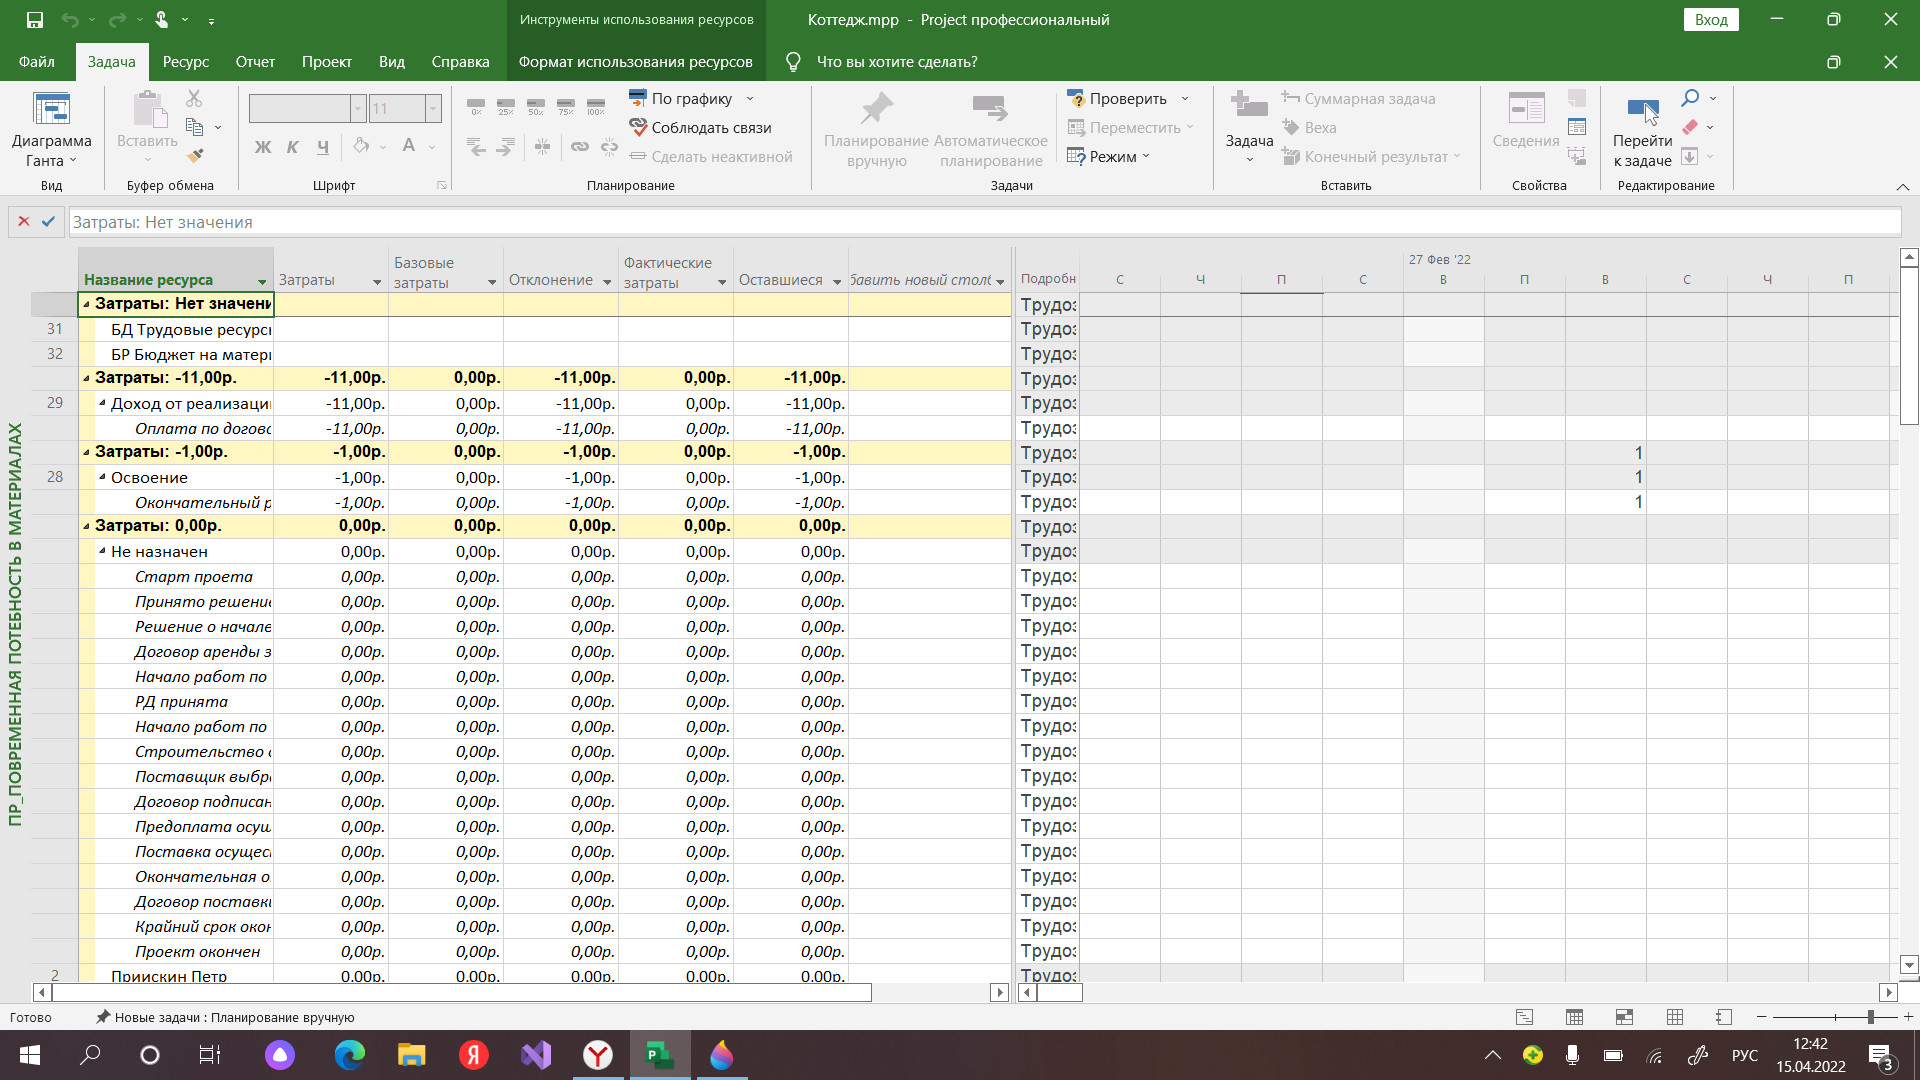 Инструменты использования ресурсов
Коттедж.mpp - Project профессиональный
Вход
Файл Задача Ресурс Отчет Проект Вид Справка Формат использования ресурсов Что вы хотите сделать?
Диаграмма Ганта
Вид
Вставить
Буфер обмена
11
Ж К Ч А
Шрифт
0% 25% 50% 75% 100%
По графику
Соблюдать связи
Сделать неактивной
Планирование
Планирование вручную
Автоматическое планирование
Проверить
Переместить
Режим
Задачи
Задача
Суммарная задача
Веха
Конечный результат
Вставить
Сведения
Свойства
Перейти к задаче
Редактирование
Затраты: Нет значения
Название ресурса Затраты Базовые затраты Отклонение Фактические затраты Оставшиеся бавить новый столб Подробн
27 Фев '22
С Ч П С В П В С Ч П
Затраты: Нет значени Трудоз
31 БД Трудовые ресурс Трудоз
32 БР Бюджет на матери Трудоз
Затраты: -11,00р. -11,00р. 0,00р. -11,00р. 0,00р. -11,00р. Трудоз
29 Доход от реализаци -11,00р. 0,00р. -11,00р. 0,00р. -11,00р. Трудоз
Оплата по догово -11,00р. 0,00р. -11,00р. 0,00р. -11,00р. Трудоз
Затраты: -1,00р. -1,00р. 0,00р. -1,00р. 0,00р. -1,00р. Трудоз 1
28 Освоение -1,00р. 0,00р. -1,00р. 0,00р. -1,00р. Трудоз 1
Окончательный р -1,00р. 0,00р. -1,00р. 0,00р. -1,00р. Трудоз 1
Затраты: 0,00р. 0,00р. 0,00р. 0,00р. 0,00р. 0,00р. Трудоз
Не назначен 0,00р. 0,00р. 0,00р. 0,00р. 0,00р. Трудоз
Старт проета 0,00р. 0,00р. 0,00р. 0,00р. 0,00р. Трудоз
Принято решени 0,00р. 0,00р. 0,00р. 0,00р. 0,00р. Трудоз
Решение о начале 0,00р. 0,00р. 0,00р. 0,00р. 0,00р. Трудоз
Договор аренды з 0,00р. 0,00р. 0,00р. 0,00р. 0,00р. Трудоз
Начало работ по 0,00р. 0,00р. 0,00р. 0,00р. 0,00р. Трудоз
РД принята 0,00р. 0,00р. 0,00р. 0,00р. 0,00р. Трудоз
Начало работ по 0,00р. 0,00р. 0,00р. 0,00р. 0,00р. Трудоз
Строительство 0,00р. 0,00р. 0,00р. 0,00р. 0,00р. Трудоз
Поставщик выбр 0,00р. 0,00р. 0,00р. 0,00р. 0,00р. Трудоз
Договор подписан 0,00р. 0,00р. 0,00р. 0,00р. 0,00р. Трудоз
Предоплата осущ 0,00р. 0,00р. 0,00р. 0,00р. 0,00р. Трудоз
Поставка осущес 0,00р. 0,00р. 0,00р. 0,00р. 0,00р. Трудоз
Окончательная о 0,00р. 0,00р. 0,00р. 0,00р. 0,00р. Трудоз
Договор поставк 0,00р. 0,00р. 0,00р. 0,00р. 0,00р. Трудоз
Крайний срок окон 0,00р. 0,00р. 0,00р. 0,00р. 0,00р. Трудоз
Проект окончен 0,00р. 0,00р. 0,00р. 0,00р. 0,00р. Трудоз
2 Приискин Петр 0,00р. 0,00р. 0,00р. 0,00р. 0,00р. Трудоз
ПР_ПОВРЕМЕННАЯ ПОТЕБНОСТЬ В МАТЕРИАЛАХ
Готово Новые задачи : Планирование вручную
РУС
12:42
15.04.2022
3